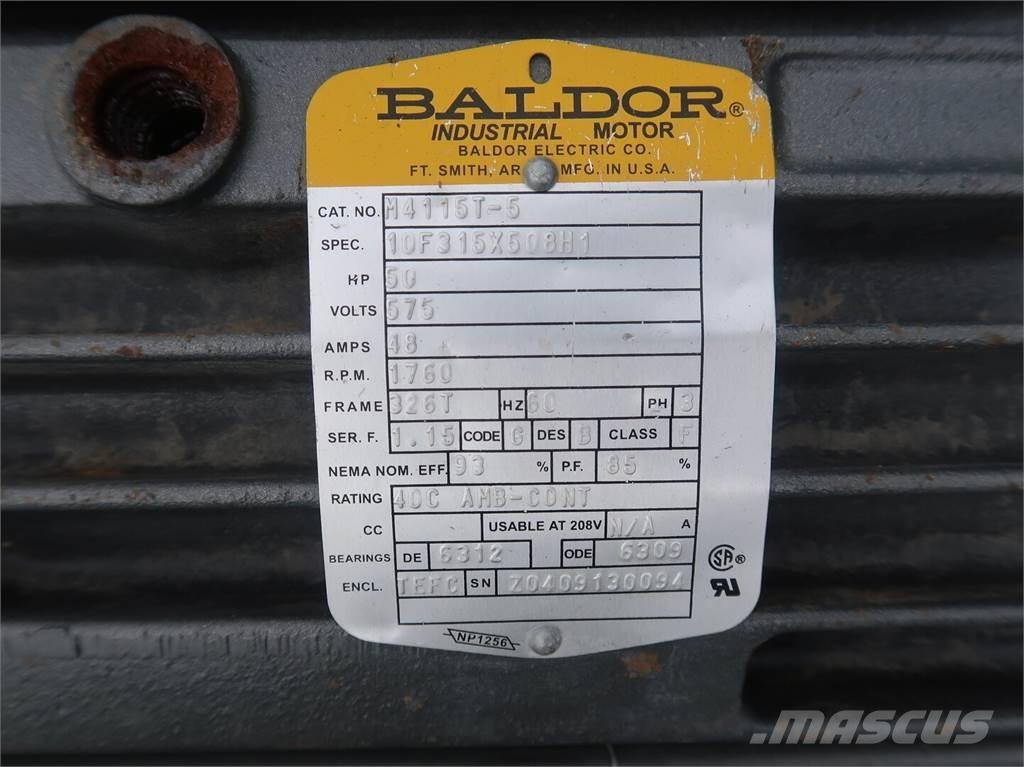 BALDOR®
INDUSTRIAL MOTOR
BALDOR ELECTRIC CO.
FT. SMITH, AR MFG. IN U.S.A.
CAT. NO. M4115T-5
SPEC. 10F315X508H1
HP 50
VOLTS 575
AMPS 48
R.P.M. 1760
FRAME 326T HZ 60 PH 3
SER. F. 1.15 CODE G DES B CLASS F
NEMA NOM. EFF. 93 % P.F. 85 %
RATING 40C AMB-CONT
CC USABLE AT 208V N/A A
BEARINGS DE 6312 ODE 6309
ENCL. TEFC SN Z0409130094
NP1256
MASCUS